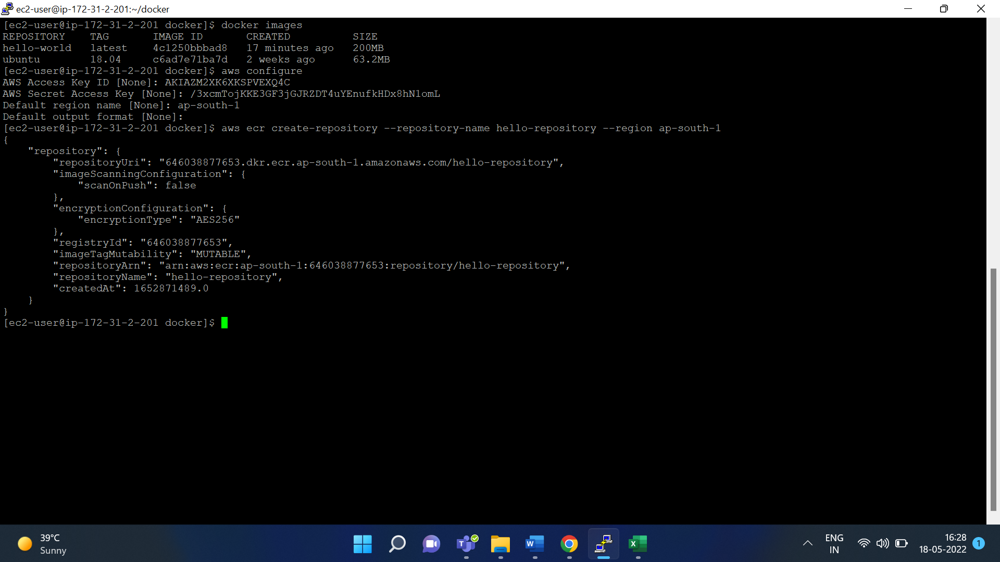 ec2-user@ip-172-31-2-201:~/docker
[ec2-user@ip-172-31-2-201 docker]$ docker images
REPOSITORY    TAG       IMAGE ID       CREATED          SIZE
hello-world   latest    4c1250bbbad8   17 minutes ago   200MB
ubuntu        18.04     c6ad7e71ba7d   2 weeks ago      63.2MB
[ec2-user@ip-172-31-2-201 docker]$ aws configure
AWS Access Key ID [None]: AKIAZM2XK6XKSPVEXQ4C
AWS Secret Access Key [None]: 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
Default region name [None]: ap-south-1
Default output format [None]:
[ec2-user@ip-172-31-2-201 docker]$ aws ecr create-repository --repository-name hello-repository --region ap-south-1
{
    "repository": {
        "repositoryUri": "646038877653.dkr.ecr.ap-south-1.amazonaws.com/hello-repository",
        "imageScanningConfiguration": {
            "scanOnPush": false
        },
        "encryptionConfiguration": {
            "encryptionType": "AES256"
        },
        "registryId": "646038877653",
        "imageTagMutability": "MUTABLE",
        "repositoryArn": "arn:aws:ecr:ap-south-1:646038877653:repository/hello-repository",
        "repositoryName": "hello-repository",
        "createdAt": 1652871489.0
    }
}
[ec2-user@ip-172-31-2-201 docker]$
39°C
Sunny
ENG
IN
16:28
18-05-2022
1